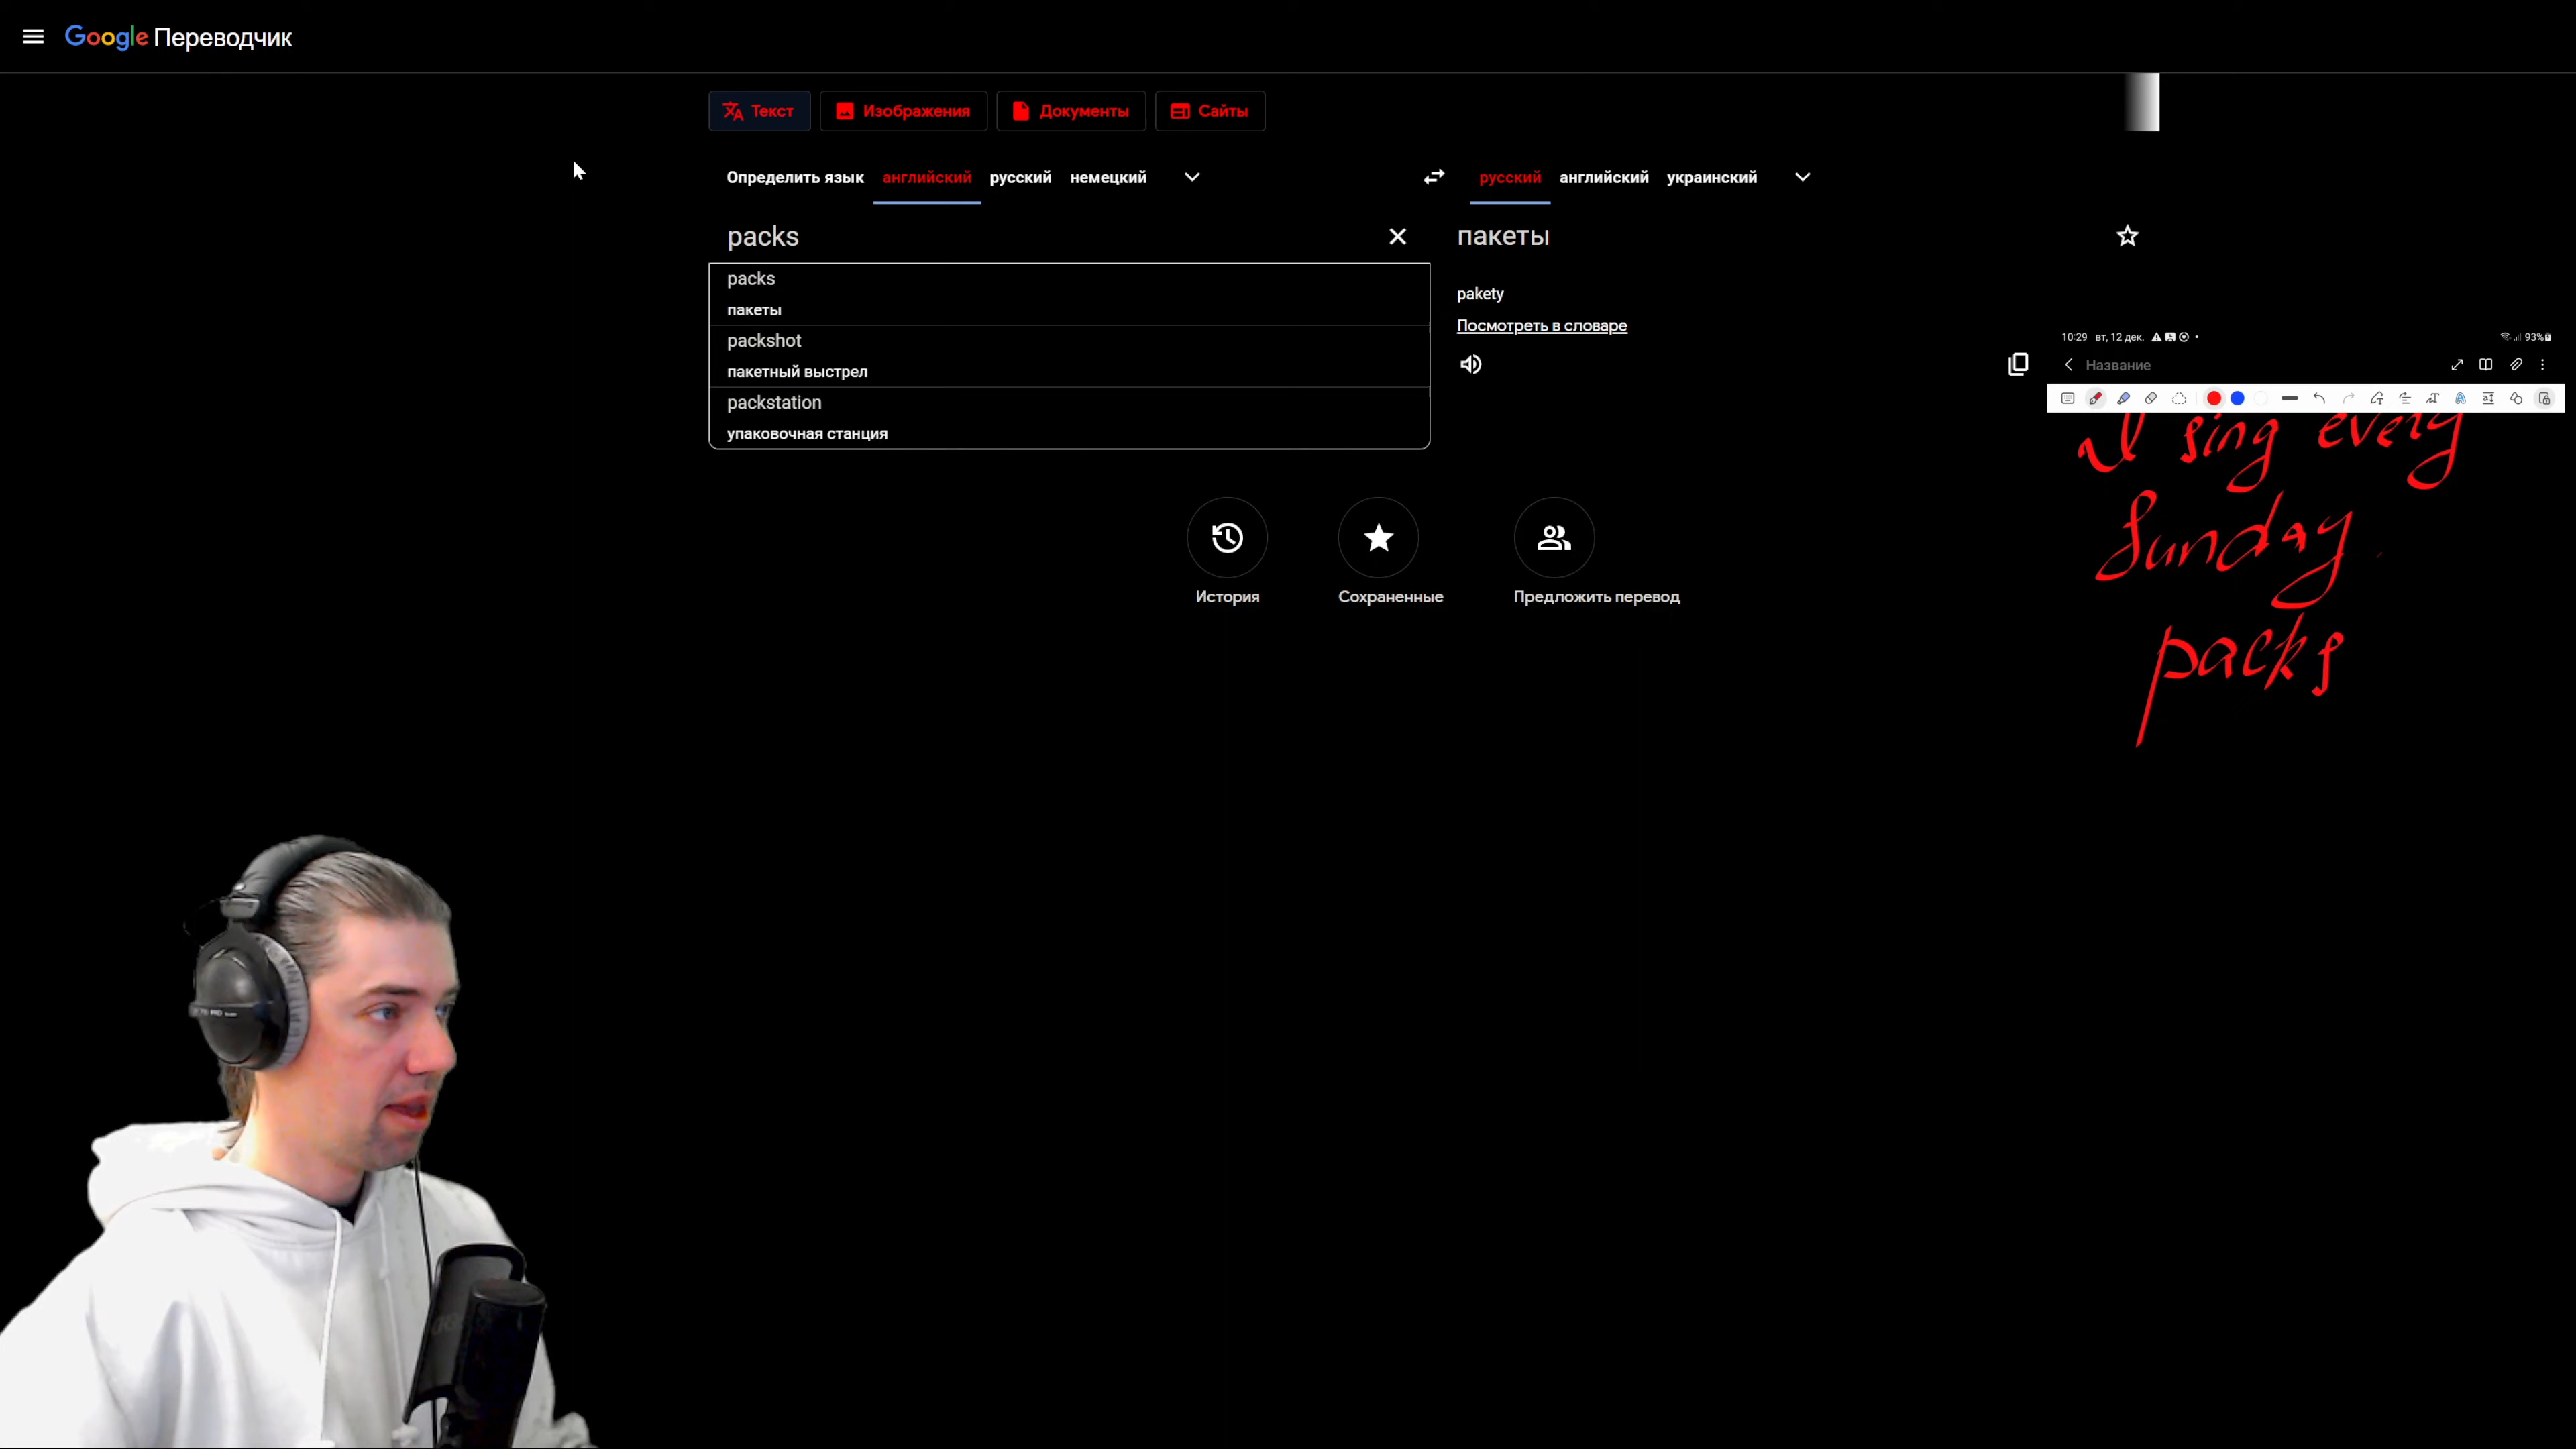 Google Переводчик
Текст Изображения Документы Сайты
Определить язык английский русский немецкий
русский английский украинский
packs
пакеты
packs
пакеты
packshot
пакетный выстрел
packstation
упаковочная станция
pakety
Посмотреть в словаре
История Сохраненные Предложить перевод
10:29 вт, 12 дек. 93%
Название
I sing every
Sunday
packs